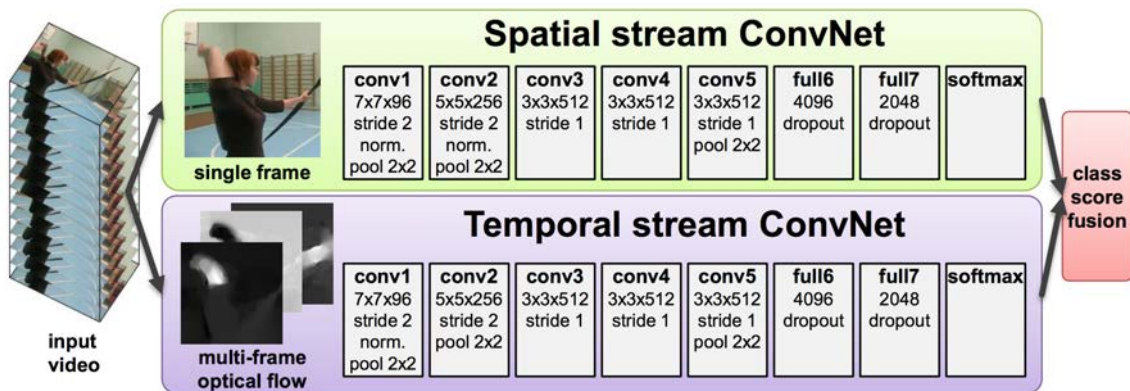 Spatial stream ConvNet
conv1
7x7x96
stride 2
norm.
pool 2x2
conv2
5x5x256
stride 2
norm.
pool 2x2
conv3
3x3x512
stride 1
conv4
3x3x512
stride 1
conv5
3x3x512
stride 1
pool 2x2
full6
4096
dropout
full7
2048
dropout
softmax
single frame
Temporal stream ConvNet
conv1
7x7x96
stride 2
norm.
pool 2x2
conv2
5x5x256
stride 2
pool 2x2
conv3
3x3x512
stride 1
conv4
3x3x512
stride 1
conv5
3x3x512
stride 1
pool 2x2
full6
4096
dropout
full7
2048
dropout
softmax
multi-frame
optical flow
input
video
class
score
fusion